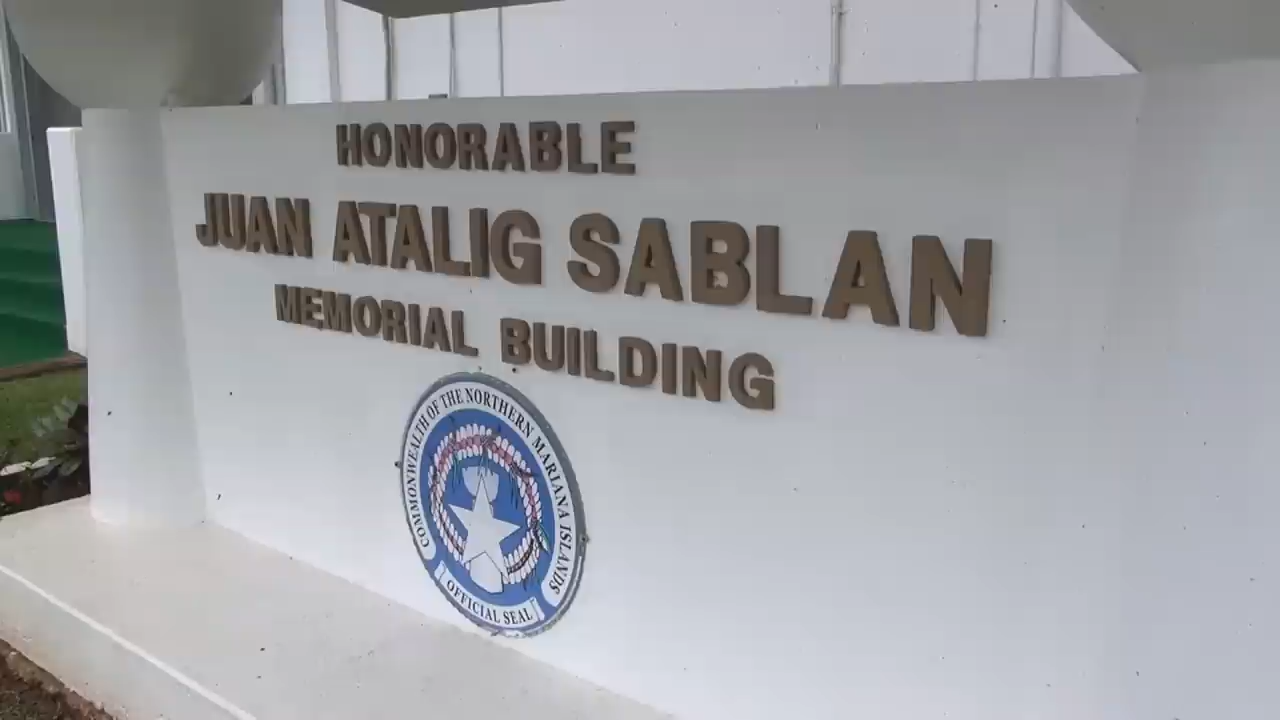 HONORABLE
JUAN ATALIG SABLAN
MEMORIAL BUILDING
COMMONWEALTH OF THE NORTHERN MARIANA ISLANDS
OFFICIAL SEAL